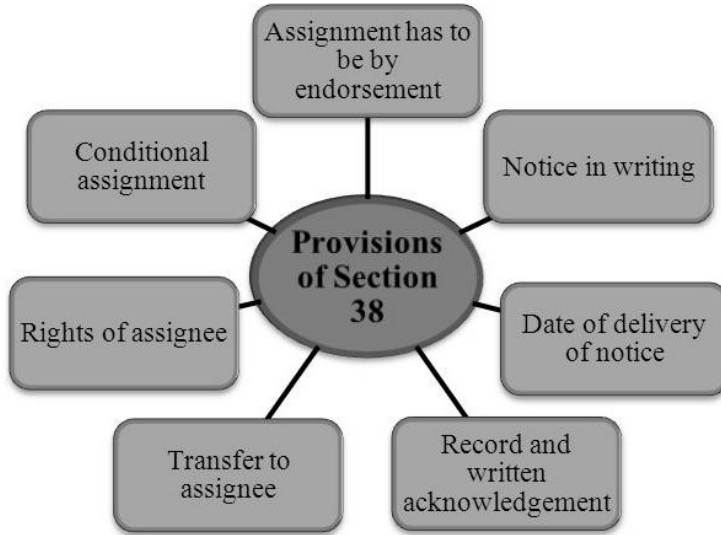 Assignment has to
be by
endorsement
Conditional
assignment
Notice in writing
Provisions
of Section
38
Rights of assignee
Date of delivery
of notice
Transfer to
assignee
Record and
written
acknowledgement